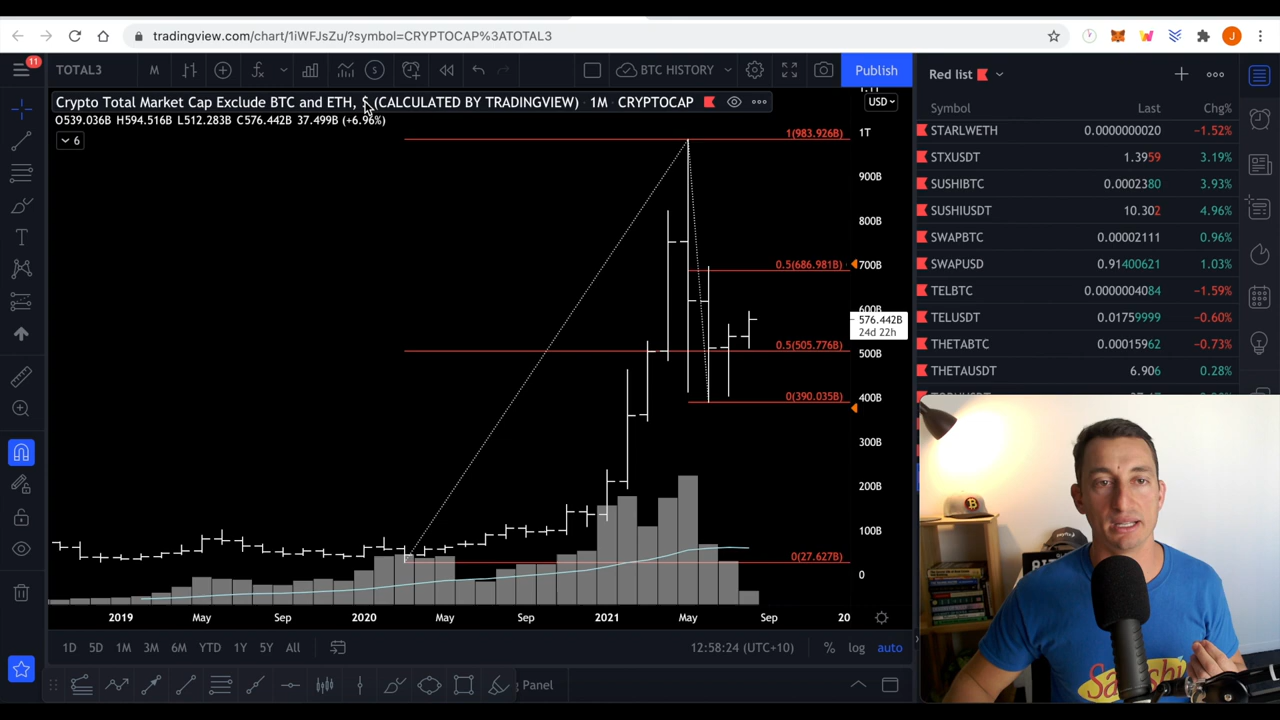 tradingview.com/chart/1iWFJsZu/?symbol=CRYPTOCAP%3ATOTAL3
J
11
TOTAL3
M
BTC HISTORY
Publish
Crypto Total Market Cap Exclude BTC and ETH, $ (CALCULATED BY TRADINGVIEW) 1M CRYPTOCAP
USD
O539.036B H594.516B L512.283B C576.442B 37.499B (+6.96%)
6
1(983.926B)
0.5(686.981B)
0.5(505.776B)
0(390.035B)
0(27.627B)
1T
900B
800B
700B
600B
576.442B
24d 22h
500B
400B
300B
200B
100B
0
2019
May
Sep
2020
May
Sep
2021
May
Sep
20
1D
5D
1M
3M
6M
YTD
1Y
5Y
All
12:58:24 (UTC+10)
%
log
auto
Panel
Red list
Symbol
Last
Chg%
STARLWETH 0.0000000020 −1.52%
STXUSDT 1.3959 3.19%
SUSHIBTC 0.0002380 3.93%
SUSHIUSDT 10.302 4.96%
SWAPBTC 0.00002111 0.96%
SWAPUSD 0.91400621 1.03%
TELBTC 0.0000004084 −1.59%
TELUSDT 0.01759999 −0.60%
THETABTC 0.00015962 −0.73%
THETAUSDT 6.906 0.28%